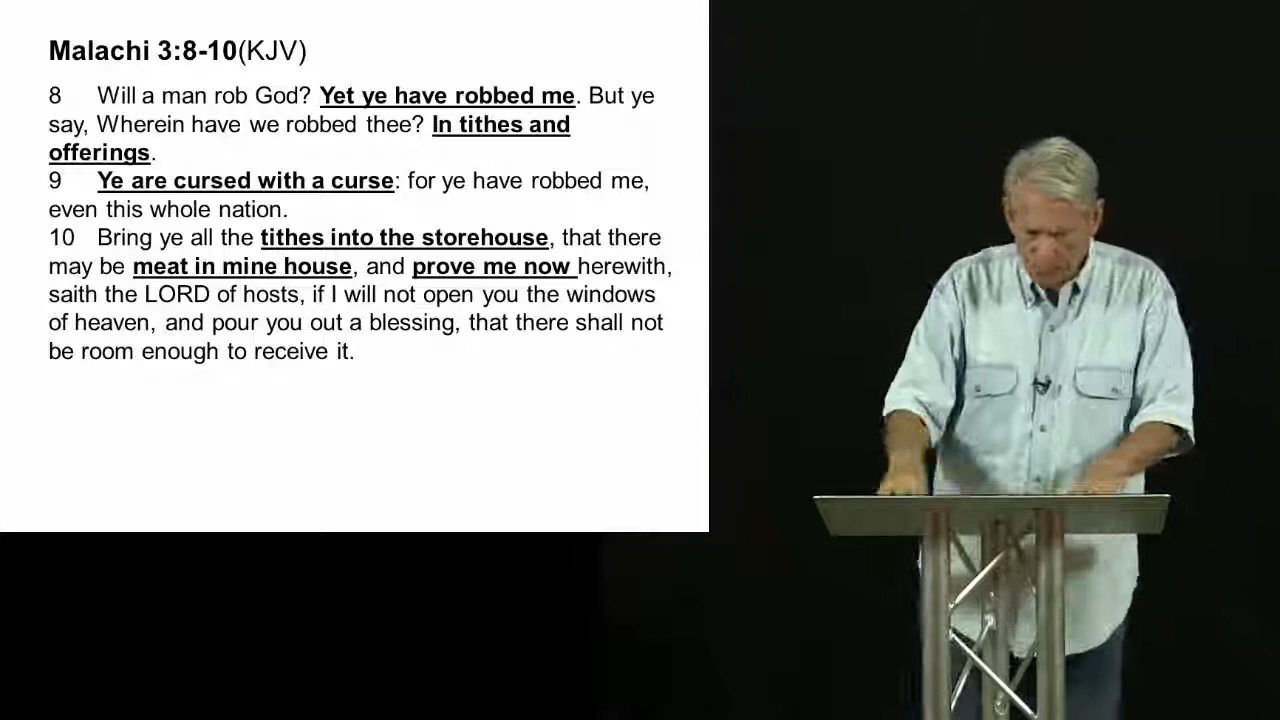 Malachi 3:8-10(KJV)
8 Will a man rob God? Yet ye have robbed me. But ye
say, Wherein have we robbed thee? In tithes and
offerings.
9 Ye are cursed with a curse: for ye have robbed me,
even this whole nation.
10 Bring ye all the tithes into the storehouse, that there
may be meat in mine house, and prove me now herewith,
saith the LORD of hosts, if I will not open you the windows
of heaven, and pour you out a blessing, that there shall not
be room enough to receive it.